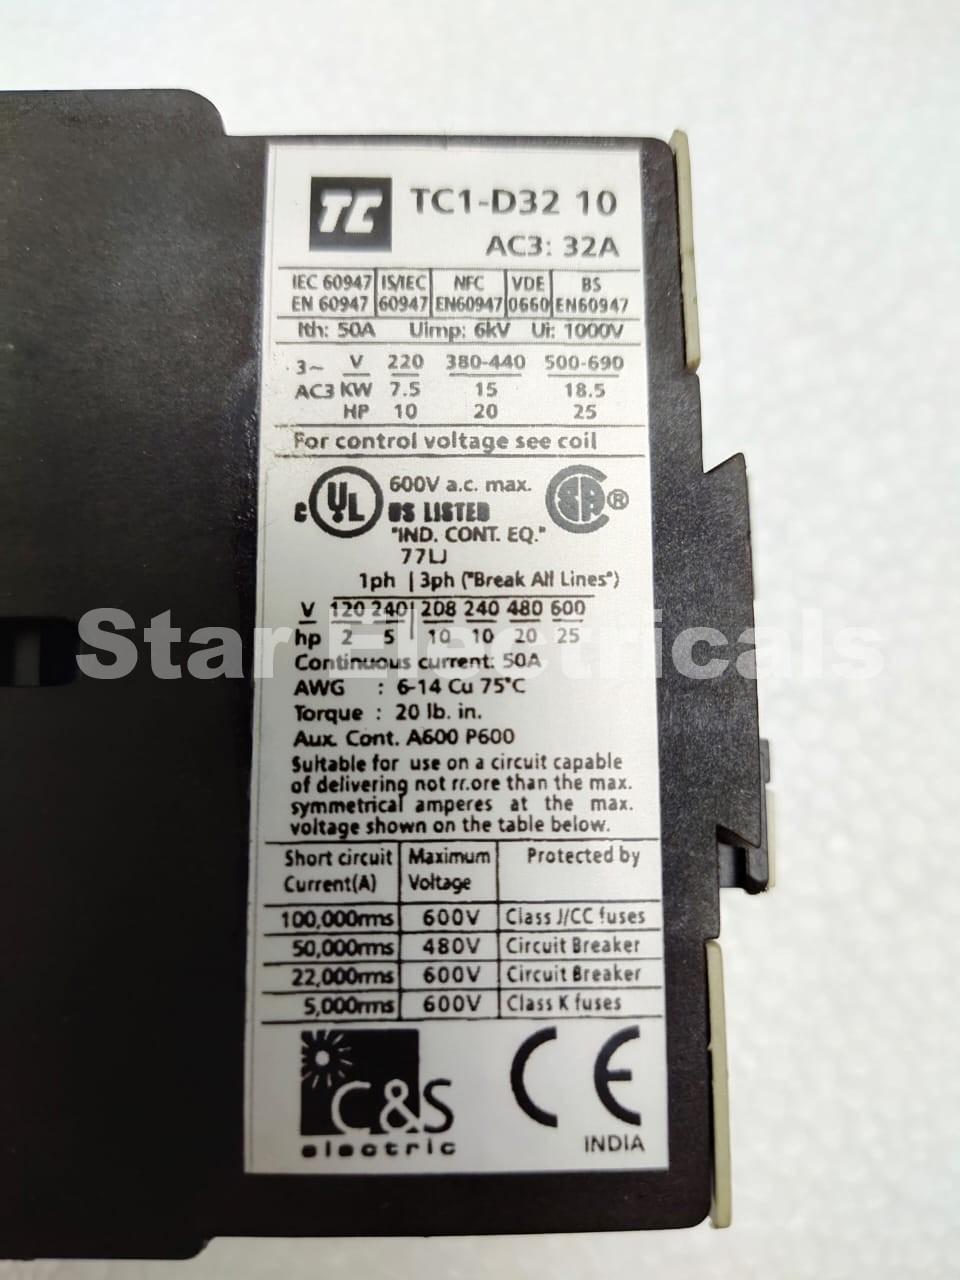 TC TC1-D32 10
AC3: 32A
IEC 60947 IS/IEC NFC VDE BS
EN 60947 60947 EN60947 0660 EN60947
Ith: 50A Uimp: 6kV Ui: 1000V
3~ V 220 380-440 500-690
AC3 KW 7.5 15 18.5
HP 10 20 25
For control voltage see coil
c UL ® 600V a.c. max.
US LISTED
"IND. CONT. EQ."
77LJ
1ph | 3ph ("Break All Lines")
V 120 240 208 240 480 600
hp 2 5 10 10 20 25
Star Electricals
Continuous current: 50A
AWG : 6-14 Cu 75°C
Torque : 20 lb. in.
Aux. Cont. A600 P600
Suitable for use on a circuit capable
of delivering not more than the max.
symmetrical amperes at the max.
voltage shown on the table below.
Short circuit Maximum Protected by
Current(A) Voltage
100,000rms 600V Class J/CC fuses
50,000rms 480V Circuit Breaker
22,000rms 600V Circuit Breaker
5,000rms 600V Class K fuses
C&S CE
electric INDIA